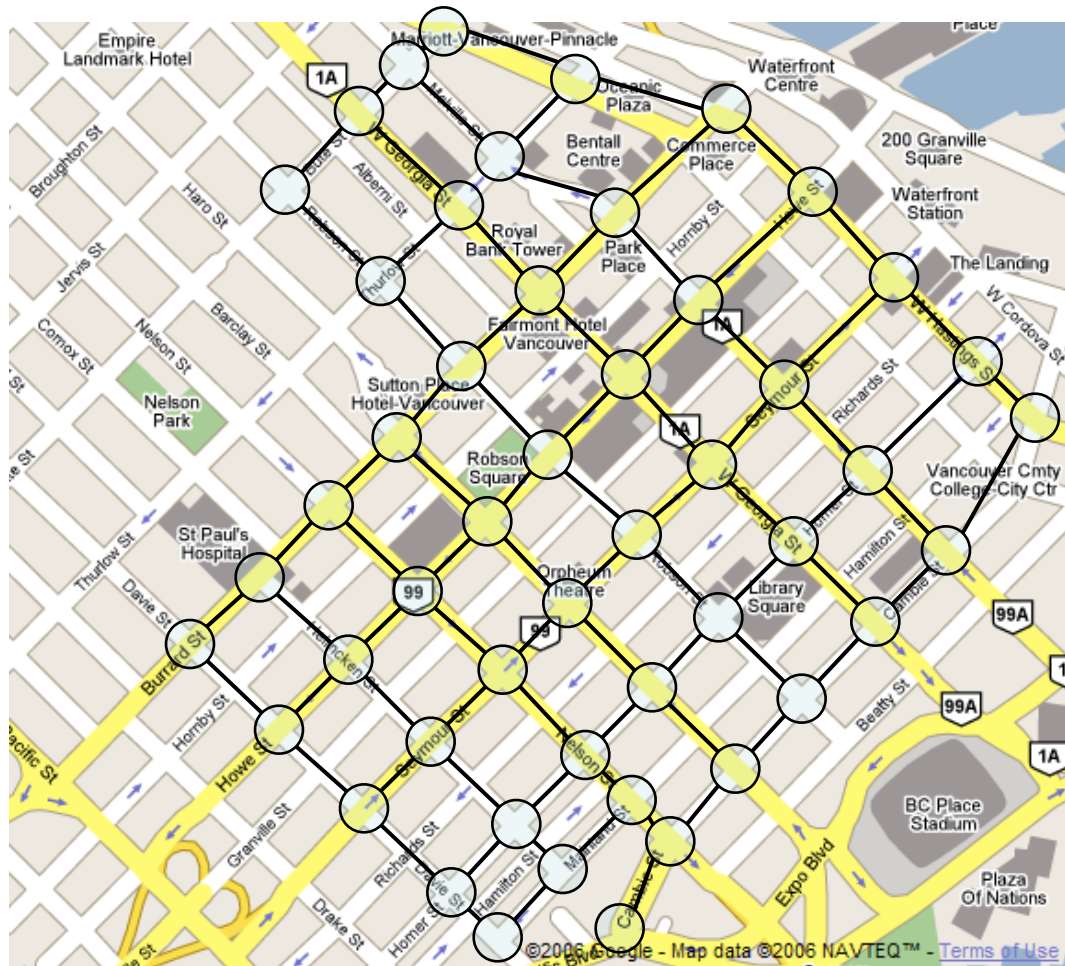 Place
Empire
Landmark Hotel
Marriott-Vancouver-Pinnacle
1A
Waterfront
Centre
Oceanic
Plaza
Melville St
Bentall
Centre
Commerce
Place
200 Granville
Square
Broughton St
Bute St
W Georgia St
Alberni St
Haro St
Howe St
Waterfront
Station
Hornby St
Royal
Bank Tower
Park
Place
Robson St
Thurlow St
Jervis St
The Landing
W Cordova St
Comox St
Nelson St
Barclay St
Fairmont Hotel
Vancouver
1A
W Hastings St
Sutton Place
Hotel-Vancouver
Seymour St
Richards St
Nelson
Park
1A
Robson
Square
Vancouver Cmty
College-City Ctr
W Georgia St
Homer St
St Paul's
Hospital
Hamilton St
Thurlow St
Davie St
Orpheum
Theatre
Robson St
Library
Square
Cambie St
99
99
99A
Helmcken St
Burrard St
Hornby St
Howe St
Seymour St
Nelson St
Beatty St
99A
1
1A
Pacific St
Granville St
BC Place
Stadium
Richards St
Mainland St
Davie St
Hamilton St
Expo Blvd
Plaza
Of Nations
Drake St
Homer St
Cambie St
©2006 Google - Map data ©2006 NAVTEQ™ - Terms of Use